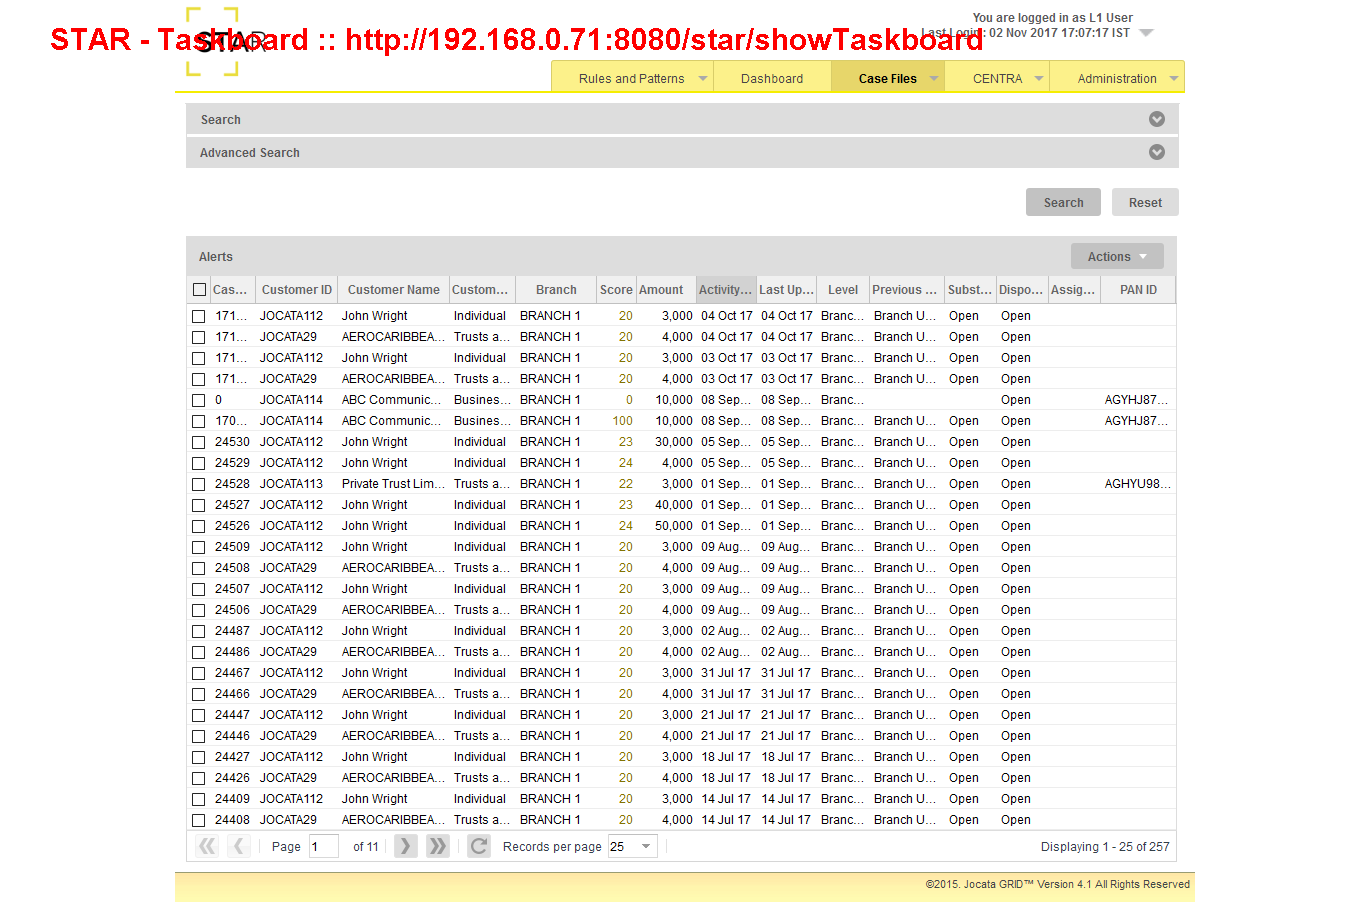 You are logged in as L1 User
STAR - Taskboard :: http://192.168.0.71:8080/star/showTaskboard
STAR
Last Login : 02 Nov 2017 17:07:17 IST
Rules and Patterns Dashboard Case Files CENTRA Administration
Search
Advanced Search
Search Reset
Alerts Actions
Cas... Customer ID Customer Name Custom... Branch Score Amount Activity... Last Up... Level Previous ... Subst... Dispo... Assig... PAN ID
171... JOCATA112 John Wright Individual BRANCH 1 20 3,000 04 Oct 17 04 Oct 17 Branc... Branch U... Open Open
171... JOCATA29 AEROCARIBBEA... Trusts a... BRANCH 1 20 4,000 04 Oct 17 04 Oct 17 Branc... Branch U... Open Open
171... JOCATA112 John Wright Individual BRANCH 1 20 3,000 03 Oct 17 03 Oct 17 Branc... Branch U... Open Open
171... JOCATA29 AEROCARIBBEA... Trusts a... BRANCH 1 20 4,000 03 Oct 17 03 Oct 17 Branc... Branch U... Open Open
0 JOCATA114 ABC Communic... Busines... BRANCH 1 0 10,000 08 Sep... 08 Sep... Branc... Open AGYHJ87...
170... JOCATA114 ABC Communic... Busines... BRANCH 1 100 10,000 08 Sep... 08 Sep... Branc... Branch U... Open Open AGYHJ87...
24530 JOCATA112 John Wright Individual BRANCH 1 23 30,000 05 Sep... 05 Sep... Branc... Branch U... Open Open
24529 JOCATA112 John Wright Individual BRANCH 1 24 4,000 05 Sep... 05 Sep... Branc... Branch U... Open Open
24528 JOCATA113 Private Trust Lim... Trusts a... BRANCH 1 22 3,000 01 Sep... 01 Sep... Branc... Branch U... Open Open AGHYU98...
24527 JOCATA112 John Wright Individual BRANCH 1 23 40,000 01 Sep... 01 Sep... Branc... Branch U... Open Open
24526 JOCATA112 John Wright Individual BRANCH 1 24 50,000 01 Sep... 01 Sep... Branc... Branch U... Open Open
24509 JOCATA112 John Wright Individual BRANCH 1 20 3,000 09 Aug... 09 Aug... Branc... Branch U... Open Open
24508 JOCATA29 AEROCARIBBEA... Trusts a... BRANCH 1 20 4,000 09 Aug... 09 Aug... Branc... Branch U... Open Open
24507 JOCATA112 John Wright Individual BRANCH 1 20 3,000 09 Aug... 09 Aug... Branc... Branch U... Open Open
24506 JOCATA29 AEROCARIBBEA... Trusts a... BRANCH 1 20 4,000 09 Aug... 09 Aug... Branc... Branch U... Open Open
24487 JOCATA112 John Wright Individual BRANCH 1 20 3,000 02 Aug... 02 Aug... Branc... Branch U... Open Open
24486 JOCATA29 AEROCARIBBEA... Trusts a... BRANCH 1 20 4,000 02 Aug... 02 Aug... Branc... Branch U... Open Open
24467 JOCATA112 John Wright Individual BRANCH 1 20 3,000 31 Jul 17 31 Jul 17 Branc... Branch U... Open Open
24466 JOCATA29 AEROCARIBBEA... Trusts a... BRANCH 1 20 4,000 31 Jul 17 31 Jul 17 Branc... Branch U... Open Open
24447 JOCATA112 John Wright Individual BRANCH 1 20 3,000 21 Jul 17 21 Jul 17 Branc... Branch U... Open Open
24446 JOCATA29 AEROCARIBBEA... Trusts a... BRANCH 1 20 4,000 21 Jul 17 21 Jul 17 Branc... Branch U... Open Open
24427 JOCATA112 John Wright Individual BRANCH 1 20 3,000 18 Jul 17 18 Jul 17 Branc... Branch U... Open Open
24426 JOCATA29 AEROCARIBBEA... Trusts a... BRANCH 1 20 4,000 18 Jul 17 18 Jul 17 Branc... Branch U... Open Open
24409 JOCATA112 John Wright Individual BRANCH 1 20 3,000 14 Jul 17 14 Jul 17 Branc... Branch U... Open Open
24408 JOCATA29 AEROCARIBBEA... Trusts a... BRANCH 1 20 4,000 14 Jul 17 14 Jul 17 Branc... Branch U... Open Open
Page 1 of 11 Records per page 25 Displaying 1 - 25 of 257
©2015. Jocata GRID™ Version 4.1 All Rights Reserved